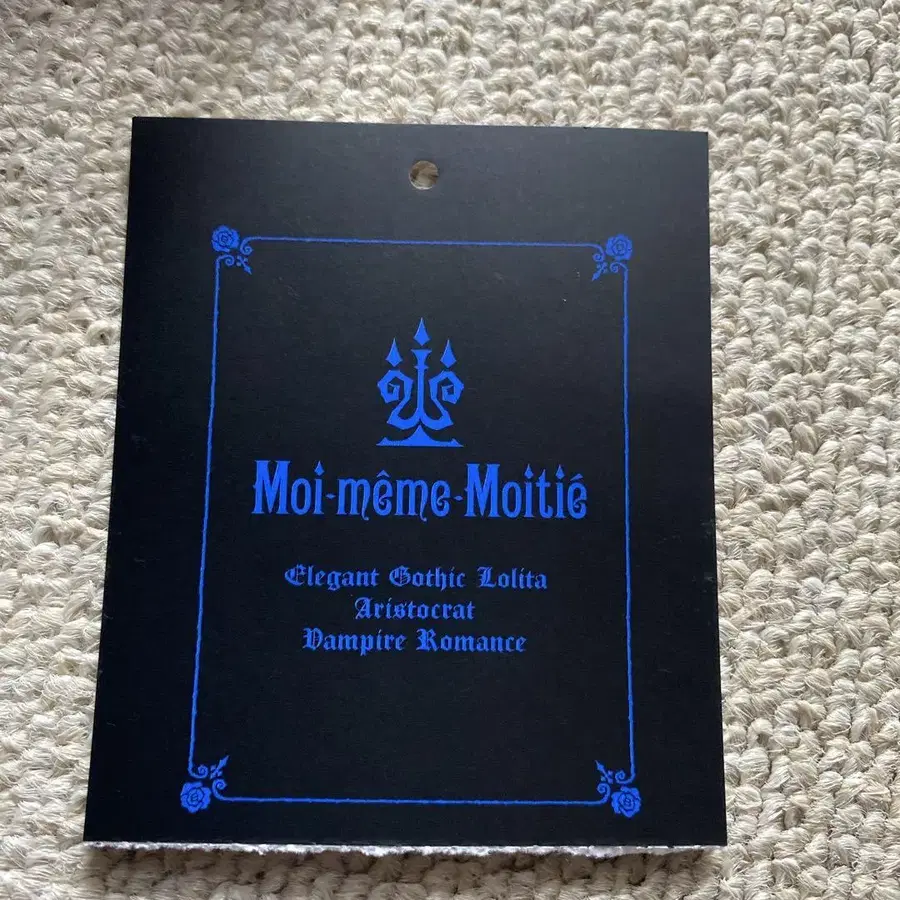 Moi-même-Moitié
Elegant Gothic Lolita
Aristocrat
Vampire Romance